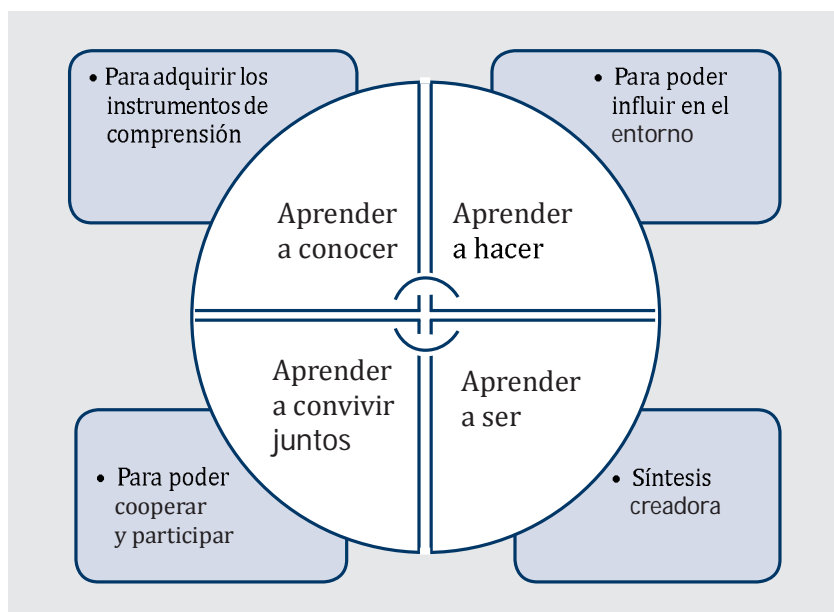 • Para adquirir los
instrumentos de
comprensión
• Para poder
influir en el
entorno
Aprender
a conocer
Aprender
a hacer
Aprender
a convivir
juntos
Aprender
a ser
• Para poder
cooperar
y participar
• Síntesis
creadora